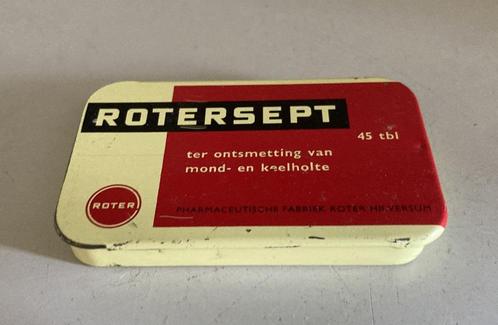 ROTERSEPT
45 tbl
ter ontsmetting van
mond- en keelholte
ROTER
PHARMACEUTISCHE FABRIEK ROTER HILVERSUM